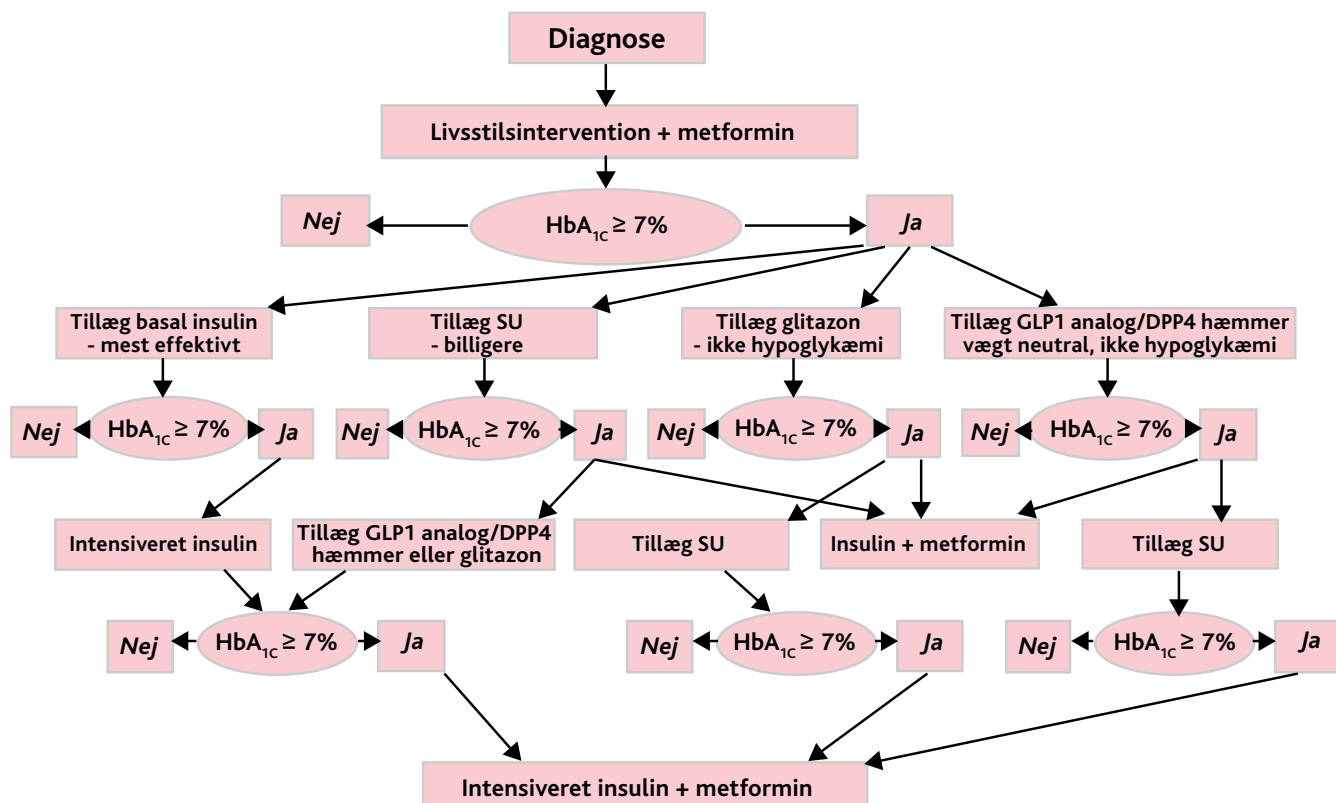 Diagnose
Livsstilsintervention + metformin
Nej
HbA1C ≥ 7%
Ja
Tillæg basal insulin
- mest effektivt
Tillæg SU
- billigere
Tillæg glitazon
- ikke hypoglykæmi
Tillæg GLP1 analog/DPP4 hæmmer
vægt neutral, ikke hypoglykæmi
Nej
HbA1C ≥ 7%
Ja
Nej
HbA1C ≥ 7%
Ja
Nej
HbA1C ≥ 7%
Ja
Nej
HbA1C ≥ 7%
Ja
Intensiveret insulin
Tillæg GLP1 analog/DPP4
hæmmer eller glitazon
Tillæg SU
Insulin + metformin
Tillæg SU
Nej
HbA1C ≥ 7%
Ja
Nej
HbA1C ≥ 7%
Ja
Nej
HbA1C ≥ 7%
Ja
Intensiveret insulin + metformin